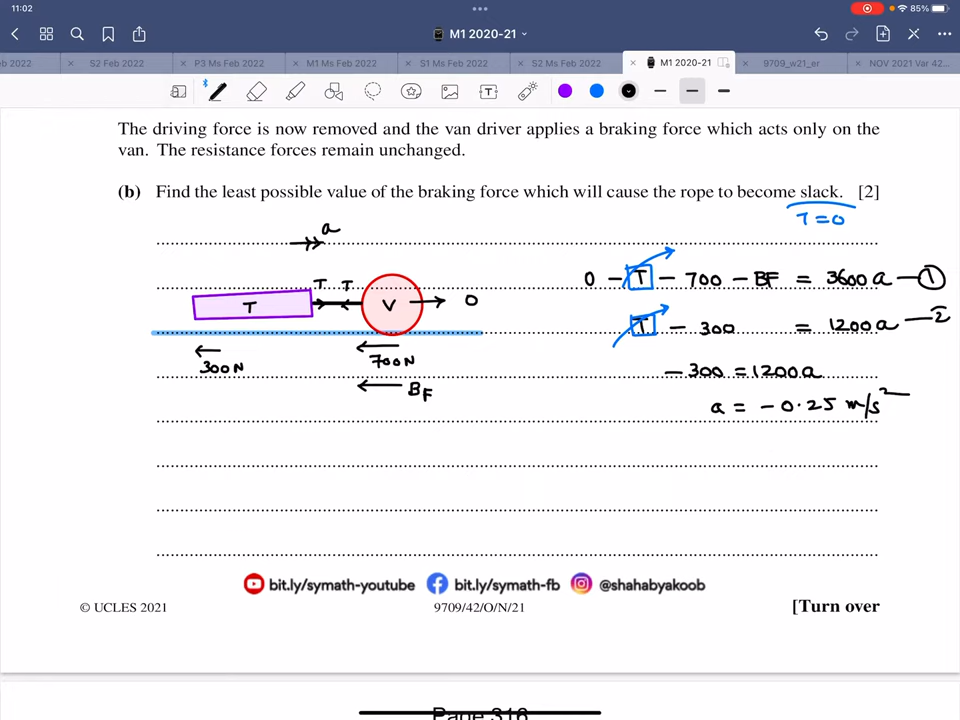 11:02
85%
M1 2020-21
eb 2022
S2 Feb 2022
P3 Ms Feb 2022
M1 Ms Feb 2022
S1 Ms Feb 2022
S2 Ms Feb 2022
M1 2020-21
9709_w21_er
NOV 2021 Var 42...
The driving force is now removed and the van driver applies a braking force which acts only on the
van. The resistance forces remain unchanged.
(b) Find the least possible value of the braking force which will cause the rope to become slack. [2]
T = 0
a
T T
T V 0
300N
700N
BF
0 - T - 700 - BF = 3600a — ①
T - 300 = 1200a — 2
- 300 = 1200a
a = - 0.25 m/s²
bit.ly/symath-youtube bit.ly/symath-fb @shahabyakoob
© UCLES 2021 9709/42/O/N/21 [Turn over
Page 316